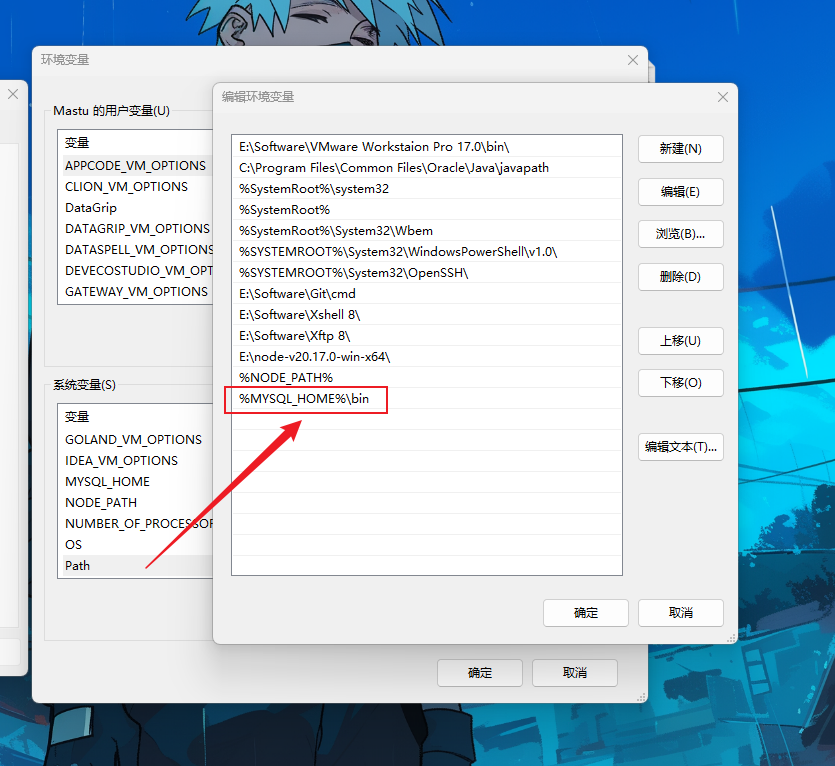 环境变量
Mastu 的用户变量(U)
变量
APPCODE_VM_OPTIONS
CLION_VM_OPTIONS
DataGrip
DATAGRIP_VM_OPTIONS
DATASPELL_VM_OPTIONS
DEVECOSTUDIO_VM_OPT
GATEWAY_VM_OPTIONS
系统变量(S)
变量
GOLAND_VM_OPTIONS
IDEA_VM_OPTIONS
MYSQL_HOME
NODE_PATH
NUMBER_OF_PROCESSOR
OS
Path
确定
取消
编辑环境变量
E:\Software\VMware Workstaion Pro 17.0\bin\
C:\Program Files\Common Files\Oracle\Java\javapath
%SystemRoot%\system32
%SystemRoot%
%SystemRoot%\System32\Wbem
%SYSTEMROOT%\System32\WindowsPowerShell\v1.0\
%SYSTEMROOT%\System32\OpenSSH\
E:\Software\Git\cmd
E:\Software\Xshell 8\
E:\Software\Xftp 8\
E:\node-v20.17.0-win-x64\
%NODE_PATH%
%MYSQL_HOME%\bin
新建(N)
编辑(E)
浏览(B)...
删除(D)
上移(U)
下移(O)
编辑文本(T)...
确定
取消